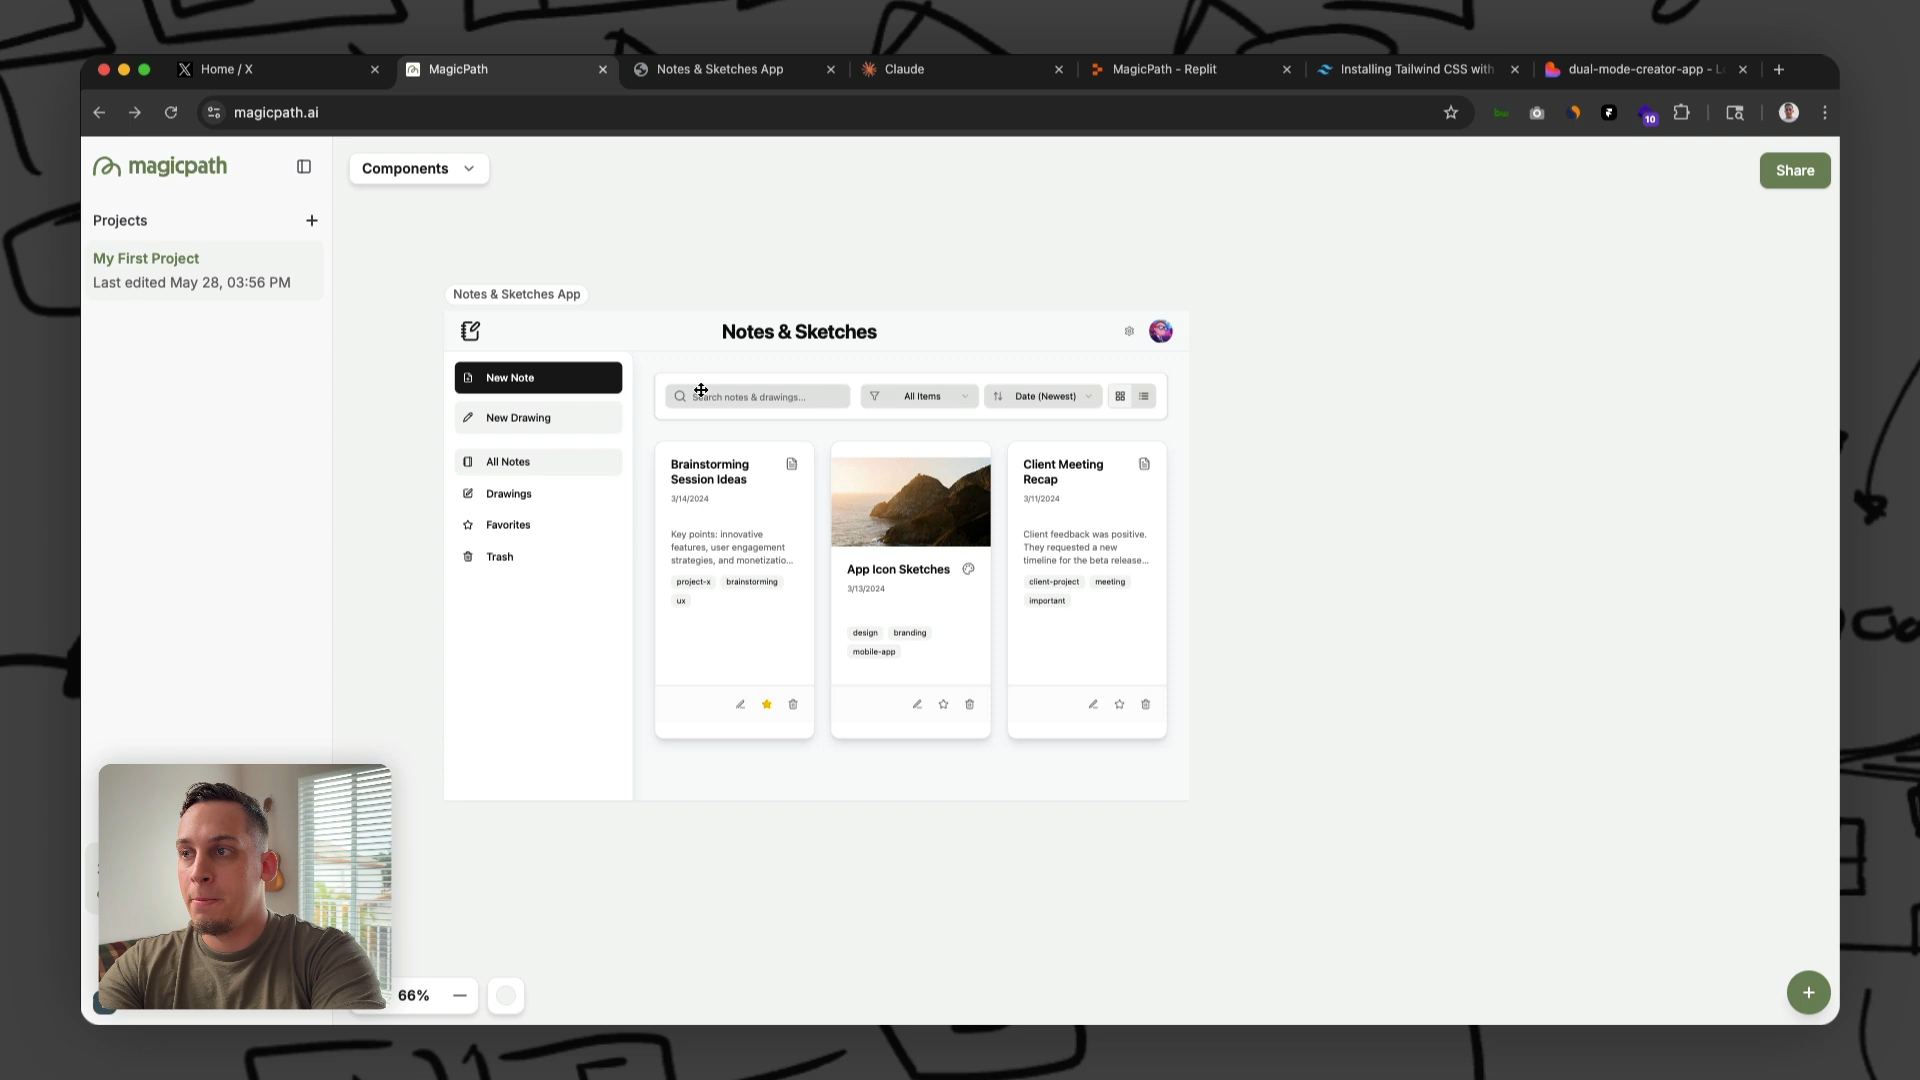 Home / X
MagicPath
Notes & Sketches App
Claude
MagicPath - Replit
Installing Tailwind CSS with
dual-mode-creator-app - L
magicpath.ai
10
magicpath
Components
Share
Projects
My First Project
Last edited May 28, 03:56 PM
Notes & Sketches App
Notes & Sketches
New Note
New Drawing
All Notes
Drawings
Favorites
Trash
Search notes & drawings...
All Items
Date (Newest)
Brainstorming
Session Ideas
3/14/2024
Key points: innovative
features, user engagement
strategies, and monetizatio...
project-x brainstorming
ux
App Icon Sketches
3/13/2024
design branding
mobile-app
Client Meeting
Recap
3/11/2024
Client feedback was positive.
They requested a new
timeline for the beta release...
client-project meeting
important
66%